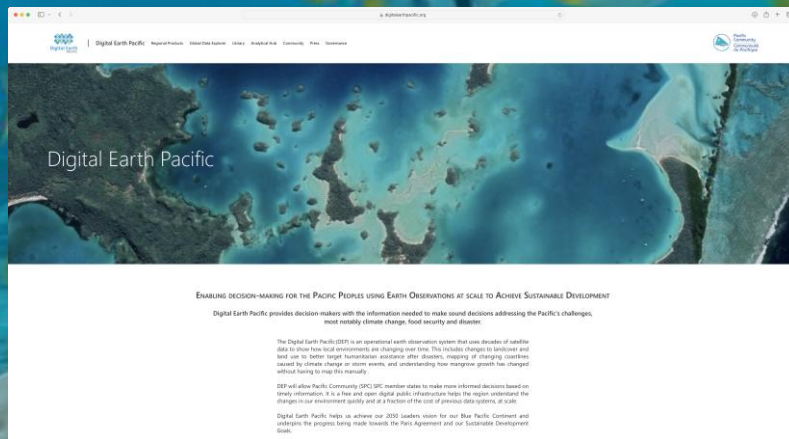 digitalearthpacific.org
Digital Earth
PACIFIC
Digital Earth Pacific
Regional Products
Global Data Explorer
Library
Analytical Hub
Community
Press
Governance
Pacific
Community
Communauté
du Pacifique
Digital Earth Pacific
ENABLING DECISION-MAKING FOR THE PACIFIC PEOPLES USING EARTH OBSERVATIONS AT SCALE TO ACHIEVE SUSTAINABLE DEVELOPMENT
Digital Earth Pacific provides decision-makers with the information needed to make sound decisions addressing the Pacific's challenges,
most notably climate change, food security and disaster.
The Digital Earth Pacific (DEP) is an operational earth observation system that uses decades of satellite
data to show how local environments are changing over time. This includes changes to landcover and
land use to better target humanitarian assistance after disasters, mapping of changing coastlines
caused by climate change or storm events, and understanding how mangrove growth has changed
without having to map this manually.
DEP will allow Pacific Community (SPC) SPC member states to make more informed decisions based on
timely information. It is a free and open digital public infrastructure helps the region understand the
changes in our environment quickly and at a fraction of the cost of previous data systems, at scale.
Digital Earth Pacific helps us achieve our 2050 Leaders vision for our Blue Pacific Continent and
underpins the progress being made towards the Paris Agreement and our Sustainable Development
Goals.